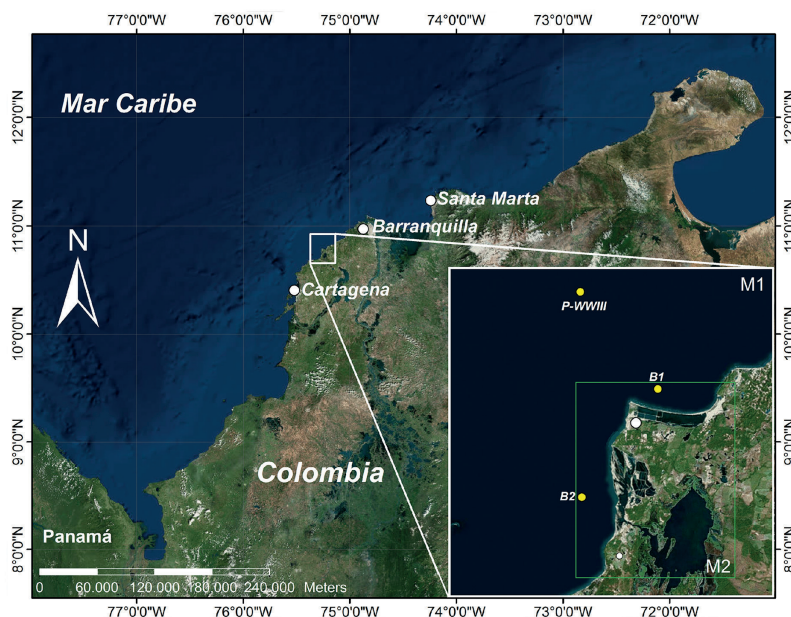 77°0'0"W 76°0'0"W 75°0'0"W 74°0'0"W 73°0'0"W 72°0'0"W
12°0'0"N
12°0'0"N
Mar Caribe
Santa Marta
11°0'0"N
11°0'0"N
Barranquilla
N
Cartagena
M1
P-WWIII
10°0'0"N
10°0'0"N
B1
9°0'0"N
9°0'0"N
Colombia
B2
Panamá
8°0'0"N
8°0'0"N
M2
0 60.000 120.000 180.000 240.000 Meters
77°0'0"W 76°0'0"W 75°0'0"W 74°0'0"W 73°0'0"W 72°0'0"W